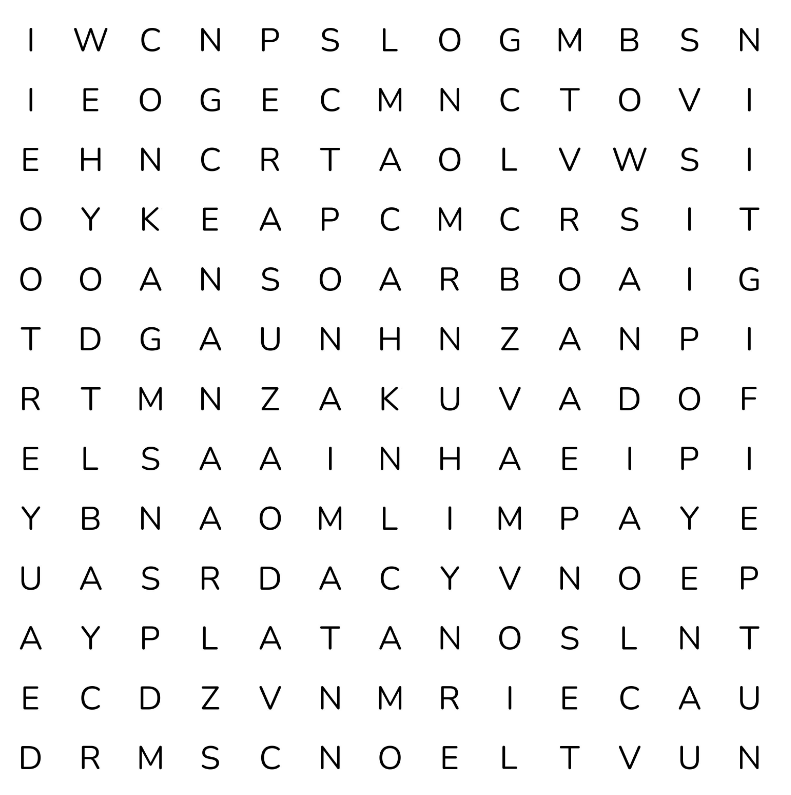 I W C N P S L O G M B S N
I E O G E C M N C T O V I
E H N C R T A O L V W S I
O Y K E A P C M C R S I T
O O A N S O A R B O A I G
T D G A U N H N Z A N P I
R T M N Z A K U V A D O F
E L S A A I N H A E I P I
Y B N A O M L I M P A Y E
U A S R D A C Y V N O E P
A Y P L A T A N O S L N T
E C D Z V N M R I E C A U
D R M S C N O E L T V U N